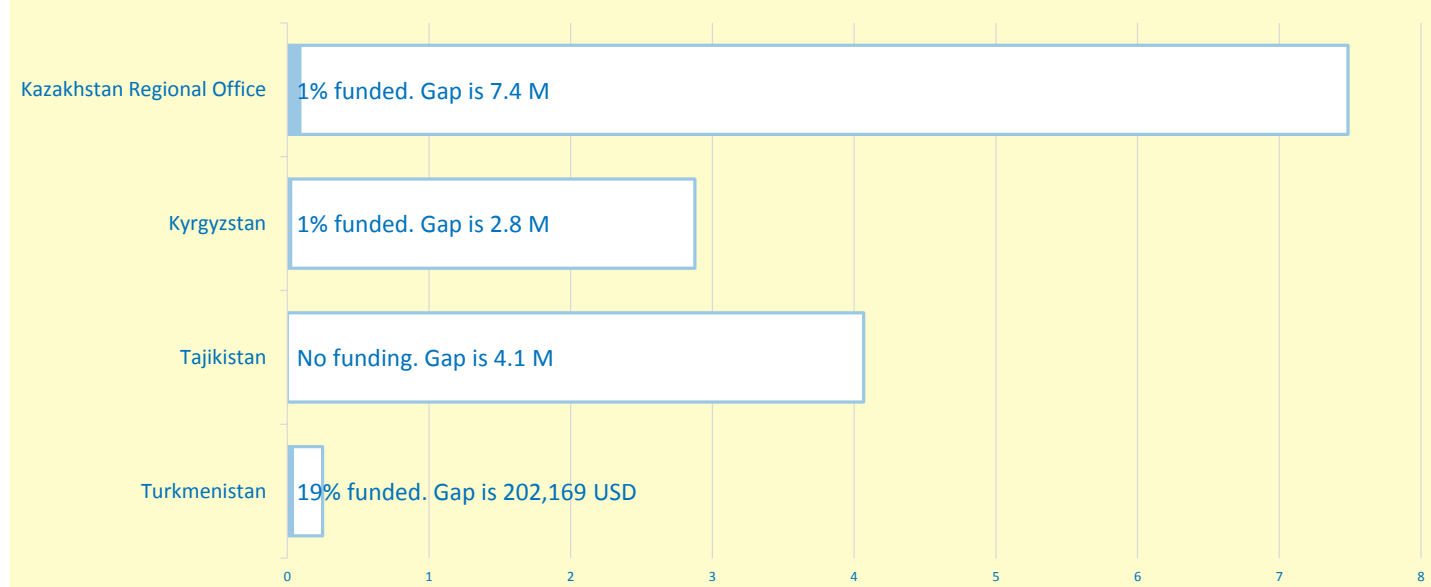 Kazakhstan Regional Office
1% funded. Gap is 7.4 M
Kyrgyzstan
1% funded. Gap is 2.8 M
Tajikistan
No funding. Gap is 4.1 M
Turkmenistan
19% funded. Gap is 202,169 USD
0 1 2 3 4 5 6 7 8